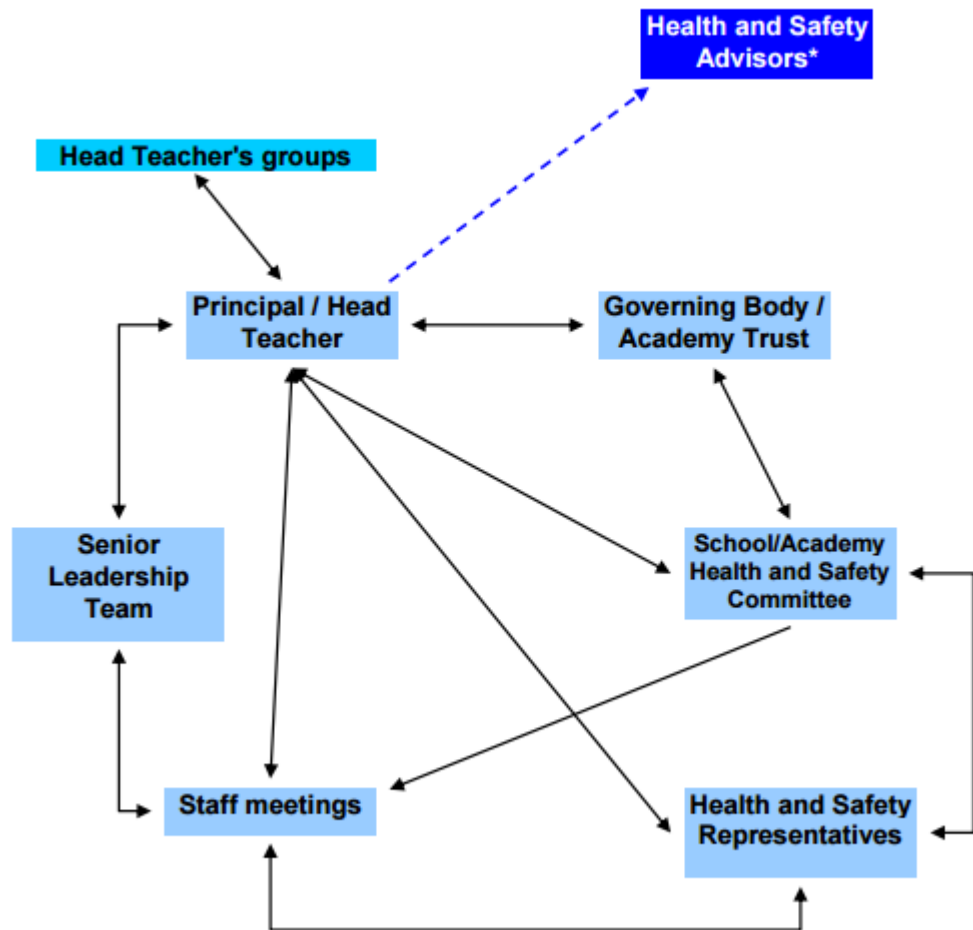 Health and Safety
Advisors*
Head Teacher's groups
Principal / Head
Teacher
Governing Body /
Academy Trust
Senior
Leadership
Team
School/Academy
Health and Safety
Committee
Staff meetings
Health and Safety
Representatives